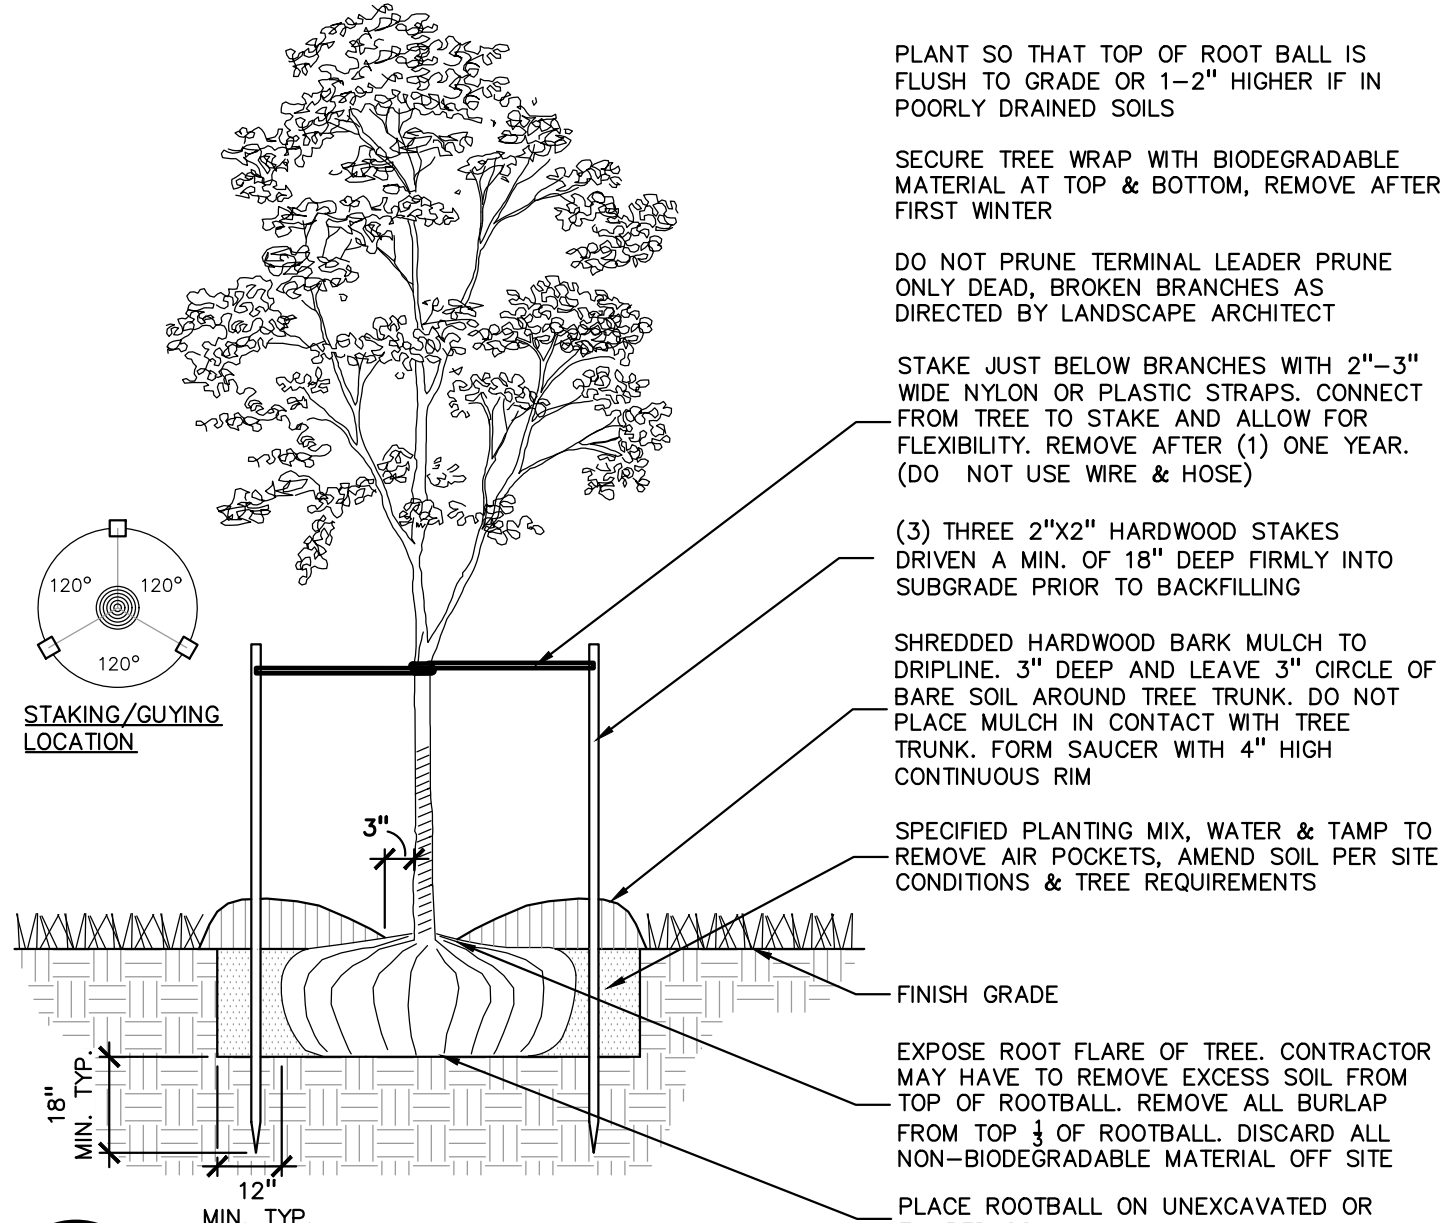 PLANT SO THAT TOP OF ROOT BALL IS
FLUSH TO GRADE OR 1-2" HIGHER IF IN
POORLY DRAINED SOILS
SECURE TREE WRAP WITH BIODEGRADABLE
MATERIAL AT TOP & BOTTOM, REMOVE AFTER
FIRST WINTER
DO NOT PRUNE TERMINAL LEADER PRUNE
ONLY DEAD, BROKEN BRANCHES AS
DIRECTED BY LANDSCAPE ARCHITECT
STAKE JUST BELOW BRANCHES WITH 2"-3"
WIDE NYLON OR PLASTIC STRAPS. CONNECT
FROM TREE TO STAKE AND ALLOW FOR
FLEXIBILITY. REMOVE AFTER (1) ONE YEAR.
(DO NOT USE WIRE & HOSE)
(3) THREE 2"X2" HARDWOOD STAKES
DRIVEN A MIN. OF 18" DEEP FIRMLY INTO
SUBGRADE PRIOR TO BACKFILLING
SHREDDED HARDWOOD BARK MULCH TO
DRIPLINE. 3" DEEP AND LEAVE 3" CIRCLE OF
BARE SOIL AROUND TREE TRUNK. DO NOT
PLACE MULCH IN CONTACT WITH TREE
TRUNK. FORM SAUCER WITH 4" HIGH
CONTINUOUS RIM
SPECIFIED PLANTING MIX, WATER & TAMP TO
REMOVE AIR POCKETS, AMEND SOIL PER SITE
CONDITIONS & TREE REQUIREMENTS
FINISH GRADE
EXPOSE ROOT FLARE OF TREE. CONTRACTOR
MAY HAVE TO REMOVE EXCESS SOIL FROM
TOP OF ROOTBALL. REMOVE ALL BURLAP
FROM TOP 1/3 OF ROOTBALL. DISCARD ALL
NON-BIODEGRADABLE MATERIAL OFF SITE
PLACE ROOTBALL ON UNEXCAVATED OR
120° 120°
120°
STAKING/GUYING
LOCATION
3"
18"
MIN. TYP.
12"
MIN. TYP.